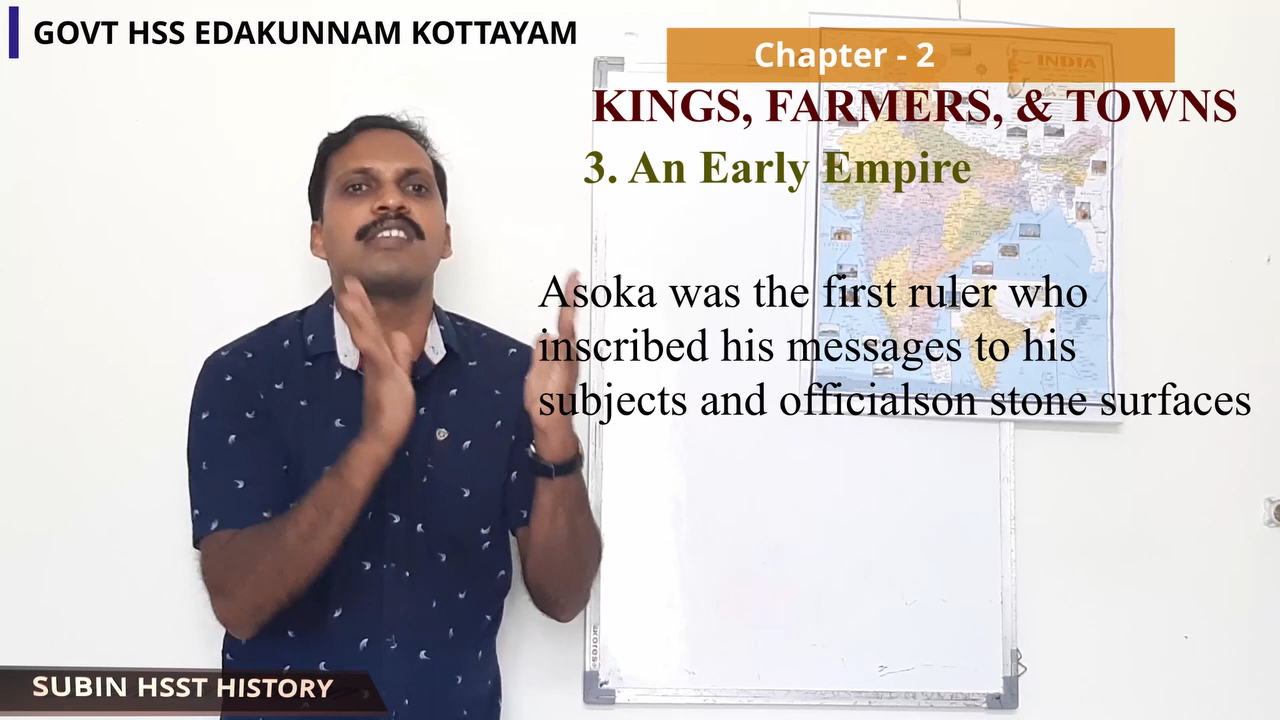 GOVT HSS EDAKUNNAM KOTTAYAM
Chapter - 2
INDIA
KINGS, FARMERS, & TOWNS
3. An Early Empire
Asoka was the first ruler who
inscribed his messages to his
subjects and officialson stone surfaces
SUBIN HSST HISTORY